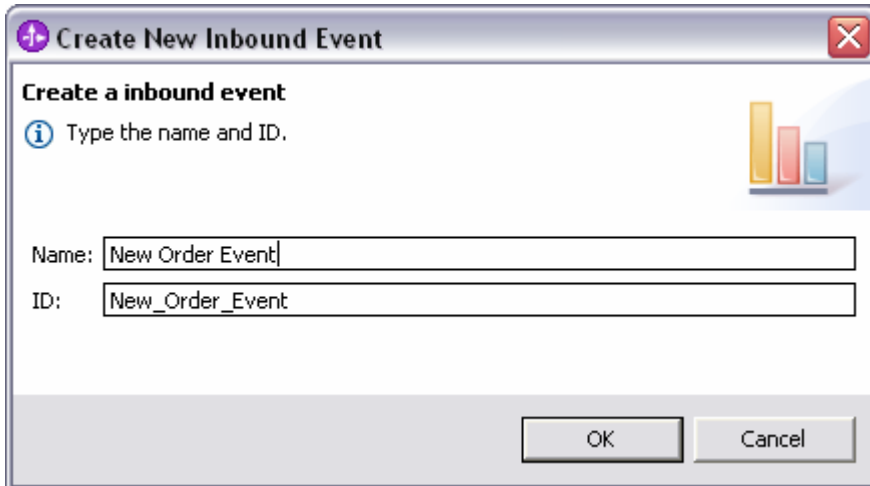 Create New Inbound Event
Create a inbound event
Type the name and ID.
Name: New Order Event
ID: New_Order_Event
OK Cancel